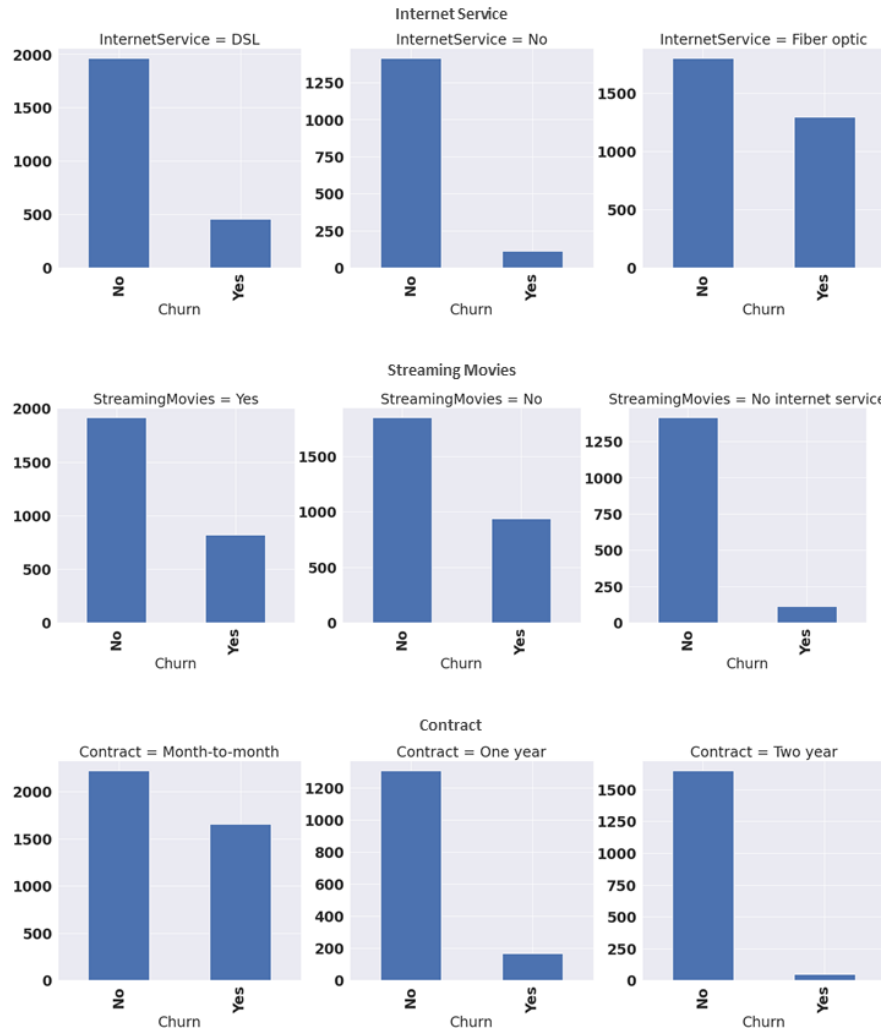 Internet Service
InternetService = DSL
InternetService = No
InternetService = Fiber optic
2000
1500
1000
500
0
No
Yes
Churn
1250
1000
750
500
250
0
No
Yes
Churn
1500
1000
500
0
No
Yes
Churn
Streaming Movies
StreamingMovies = Yes
StreamingMovies = No
StreamingMovies = No internet service
2000
1500
1000
500
0
No
Yes
Churn
1500
1000
500
0
No
Yes
Churn
1250
1000
750
500
250
0
No
Yes
Churn
Contract
Contract = Month-to-month
Contract = One year
Contract = Two year
2000
1500
1000
500
0
No
Yes
Churn
1200
1000
800
600
400
200
0
No
Yes
Churn
1500
1250
1000
750
500
250
0
No
Yes
Churn